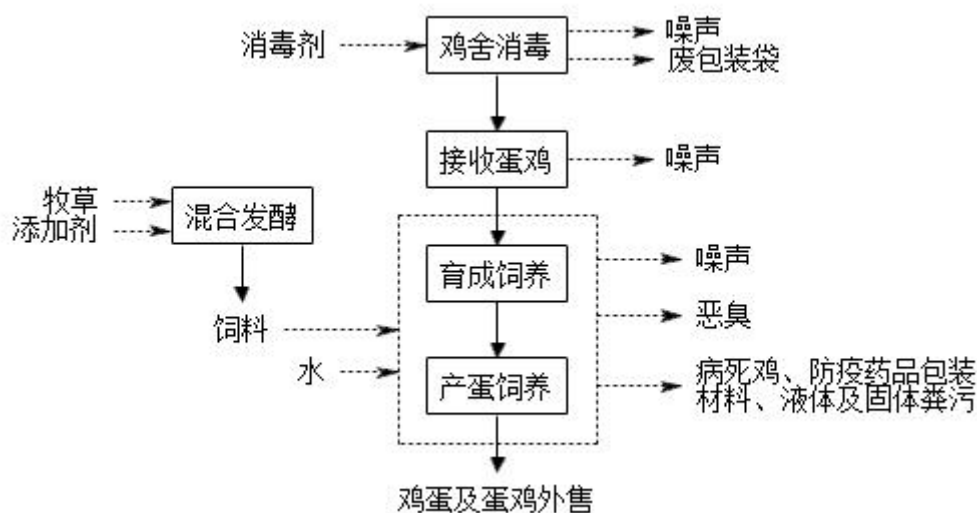 消毒剂
鸡舍消毒
噪声
废包装袋
接收蛋鸡
噪声
牧草
添加剂
混合发酵
育成饲养
噪声
饲料
恶臭
水
产蛋饲养
病死鸡、防疫药品包装
材料、液体及固体粪污
鸡蛋及蛋鸡外售